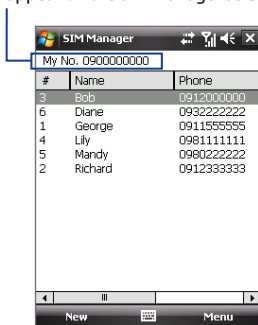 SIM Manager
My No. 0900000000
# Name Phone
3 Bob 0912000000
6 Diane 0932222222
1 George 0911555555
4 Lily 0981111111
5 Mandy 0980222222
2 Richard 0912333333
New Menu